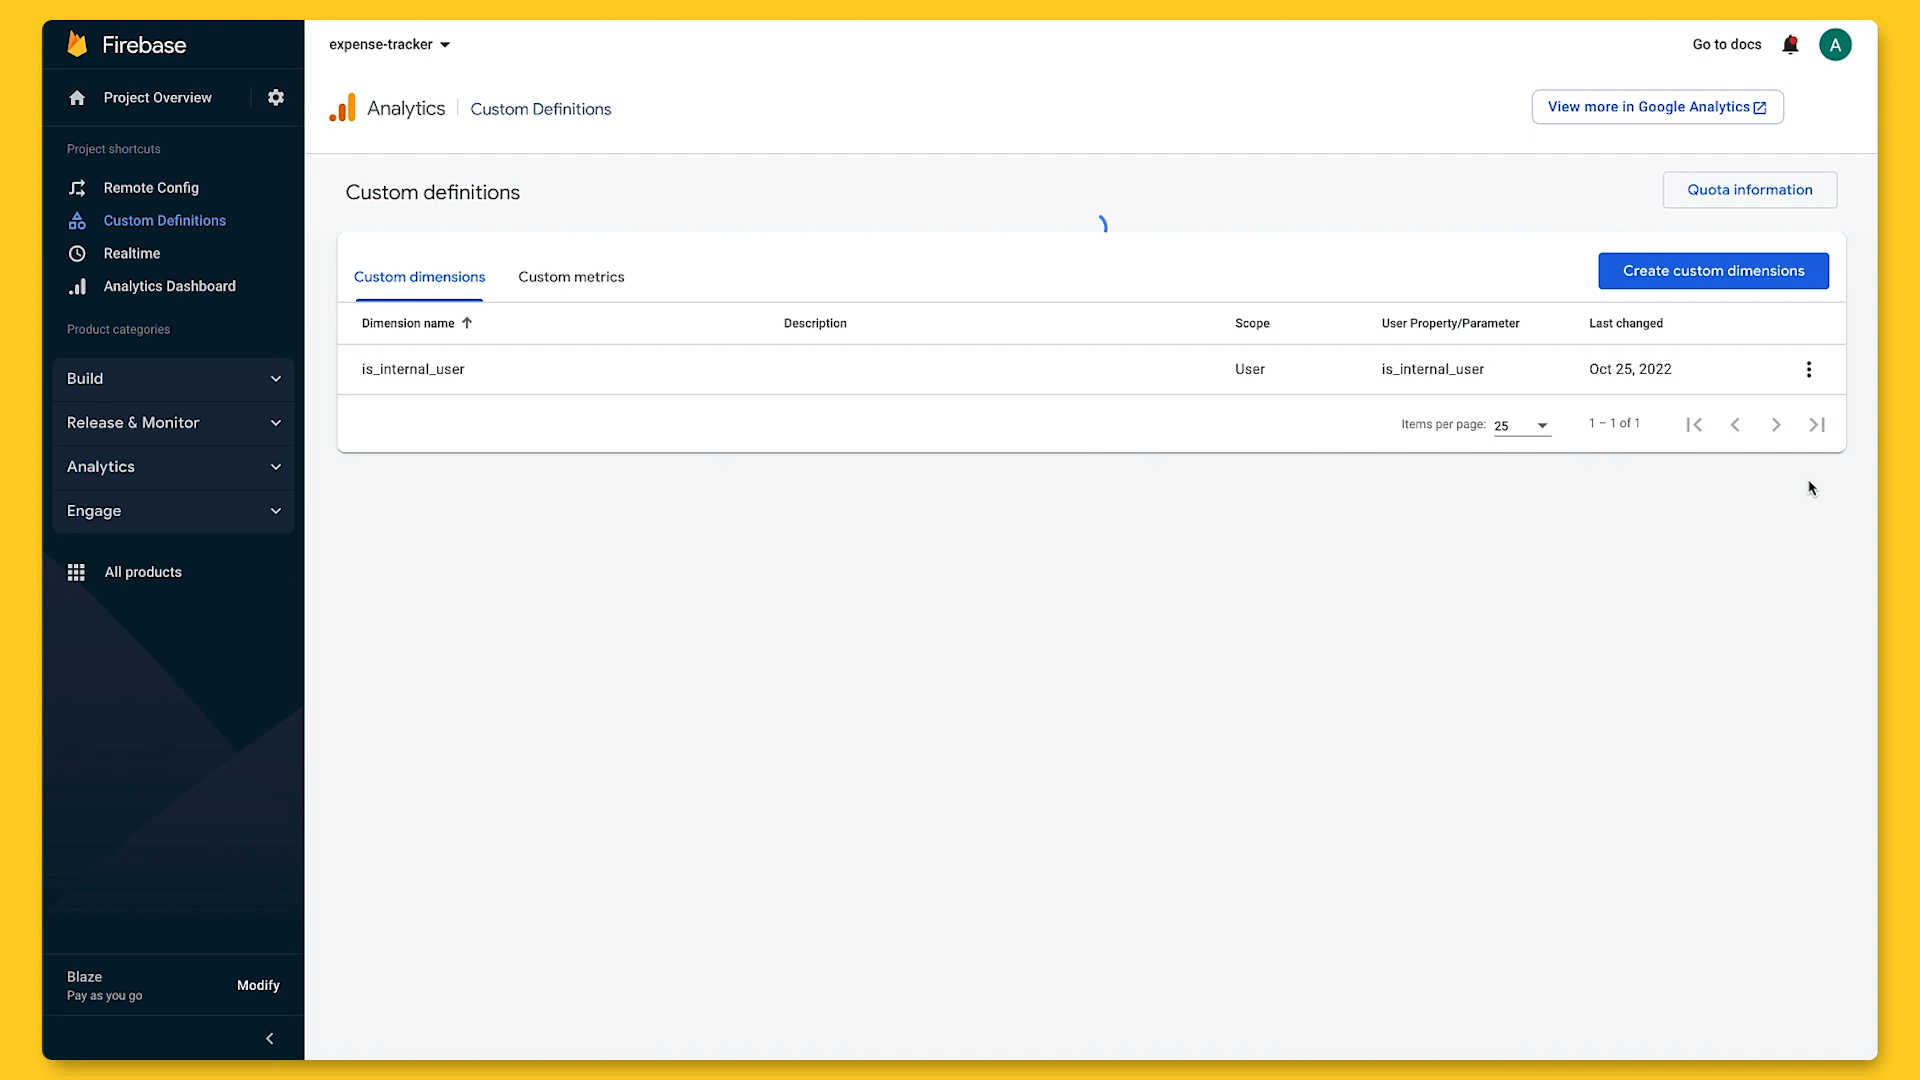 Firebase
Project Overview
Project shortcuts
Remote Config
Custom Definitions
Realtime
Analytics Dashboard
Product categories
Build
Release & Monitor
Analytics
Engage
All products
Blaze
Pay as you go
Modify
expense-tracker
Go to docs
A
Analytics
Custom Definitions
View more in Google Analytics
Custom definitions
Quota information
Custom dimensions
Custom metrics
Create custom dimensions
Dimension name Description Scope User Property/Parameter Last changed
is_internal_user User is_internal_user Oct 25, 2022
Items per page: 25 1 – 1 of 1